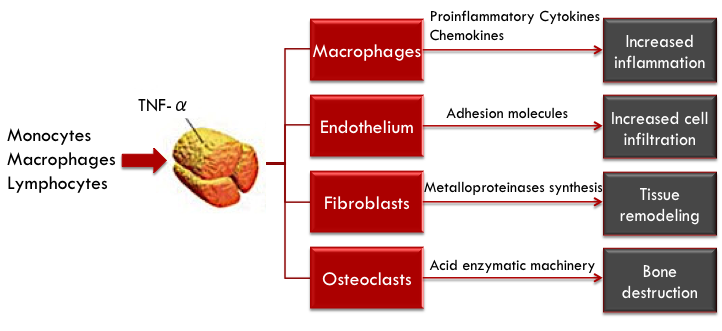 Monocytes
Macrophages
Lymphocytes
TNF-α
Macrophages
Endothelium
Fibroblasts
Osteoclasts
Proinflammatory Cytokines
Chemokines
Adhesion molecules
Metalloproteinases synthesis
Acid enzymatic machinery
Increased
inflammation
Increased cell
infiltration
Tissue
remodeling
Bone
destruction